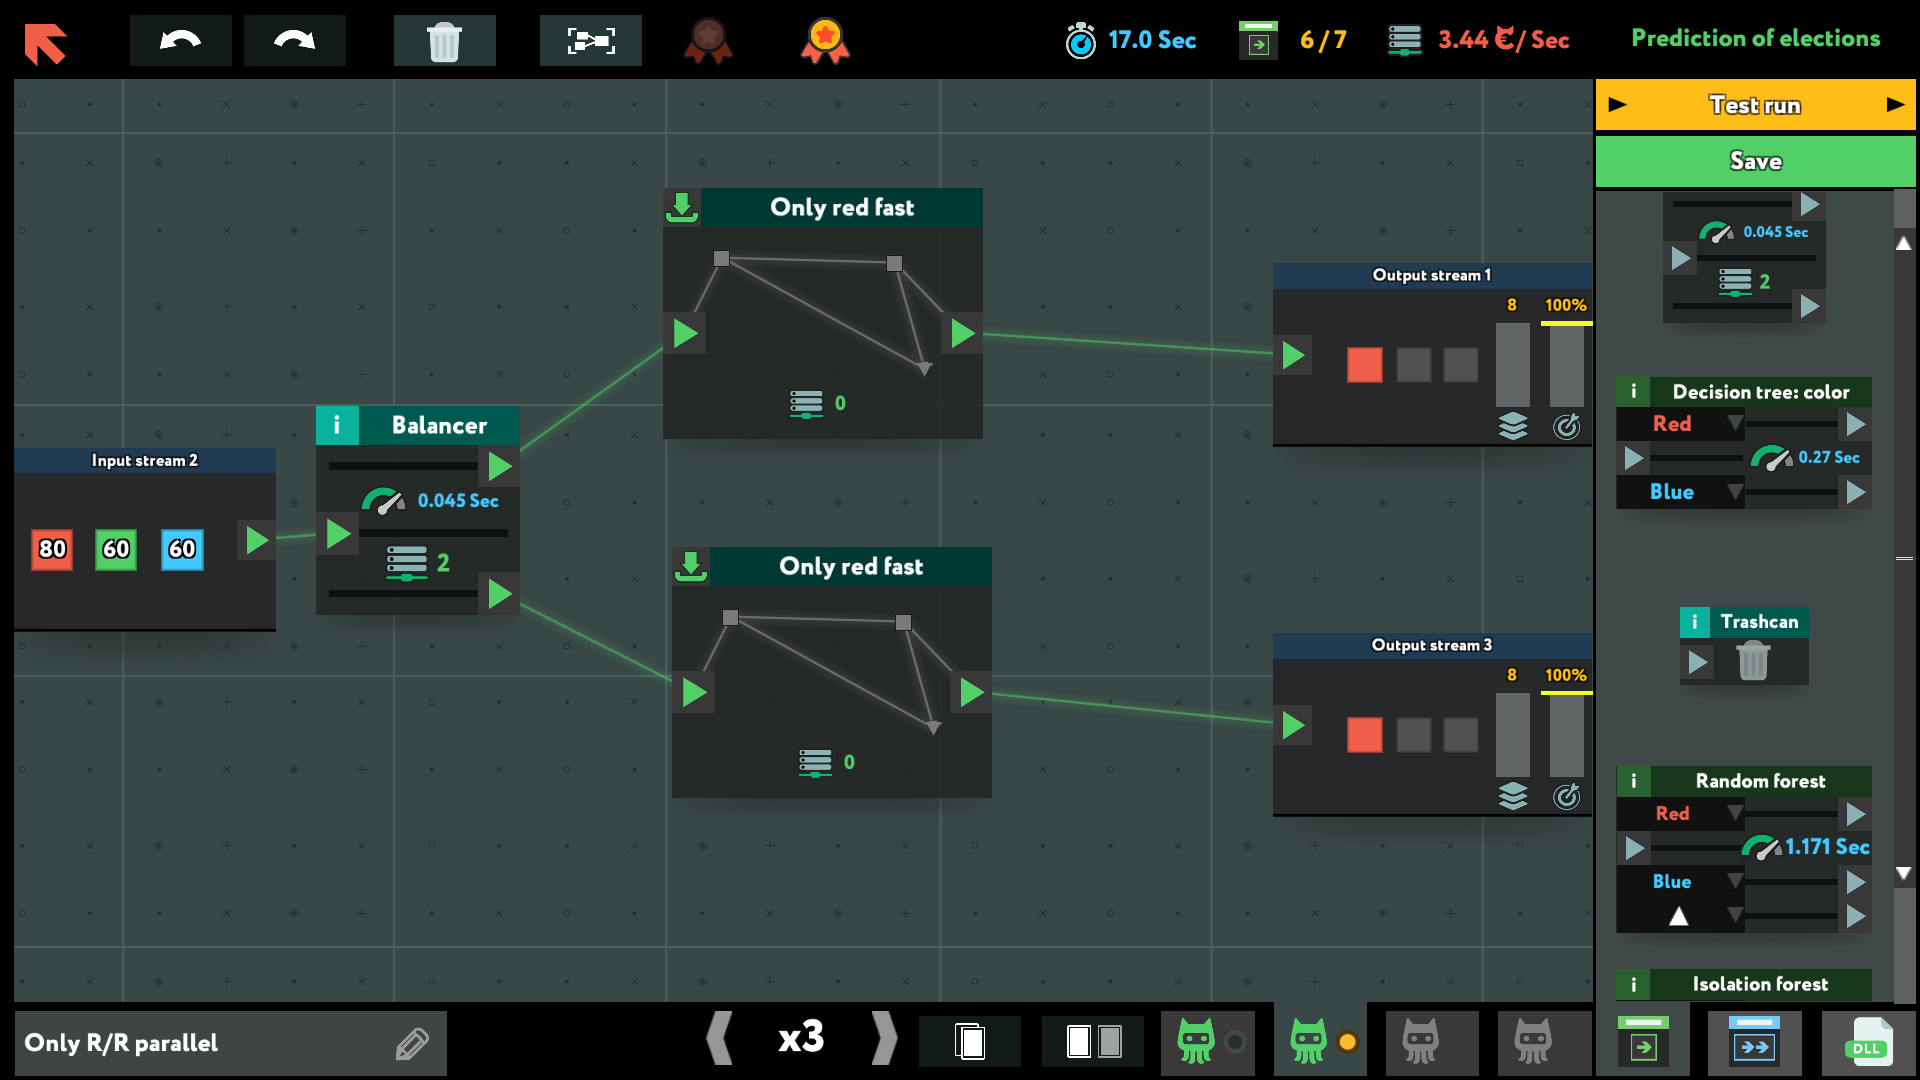 17.0 Sec
6/7
3.44 €/ Sec
Prediction of elections
Test run
Save
Only red fast
0
Output stream 1
8
100%
0.045 Sec
2
Decision tree: color
Red
0.27 Sec
Blue
Balancer
0.045 Sec
2
Input stream 2
80
60
60
Only red fast
0
Output stream 3
8
100%
Trashcan
Random forest
Red
1.171 Sec
Blue
Isolation forest
Only R/R parallel
x3
DLL